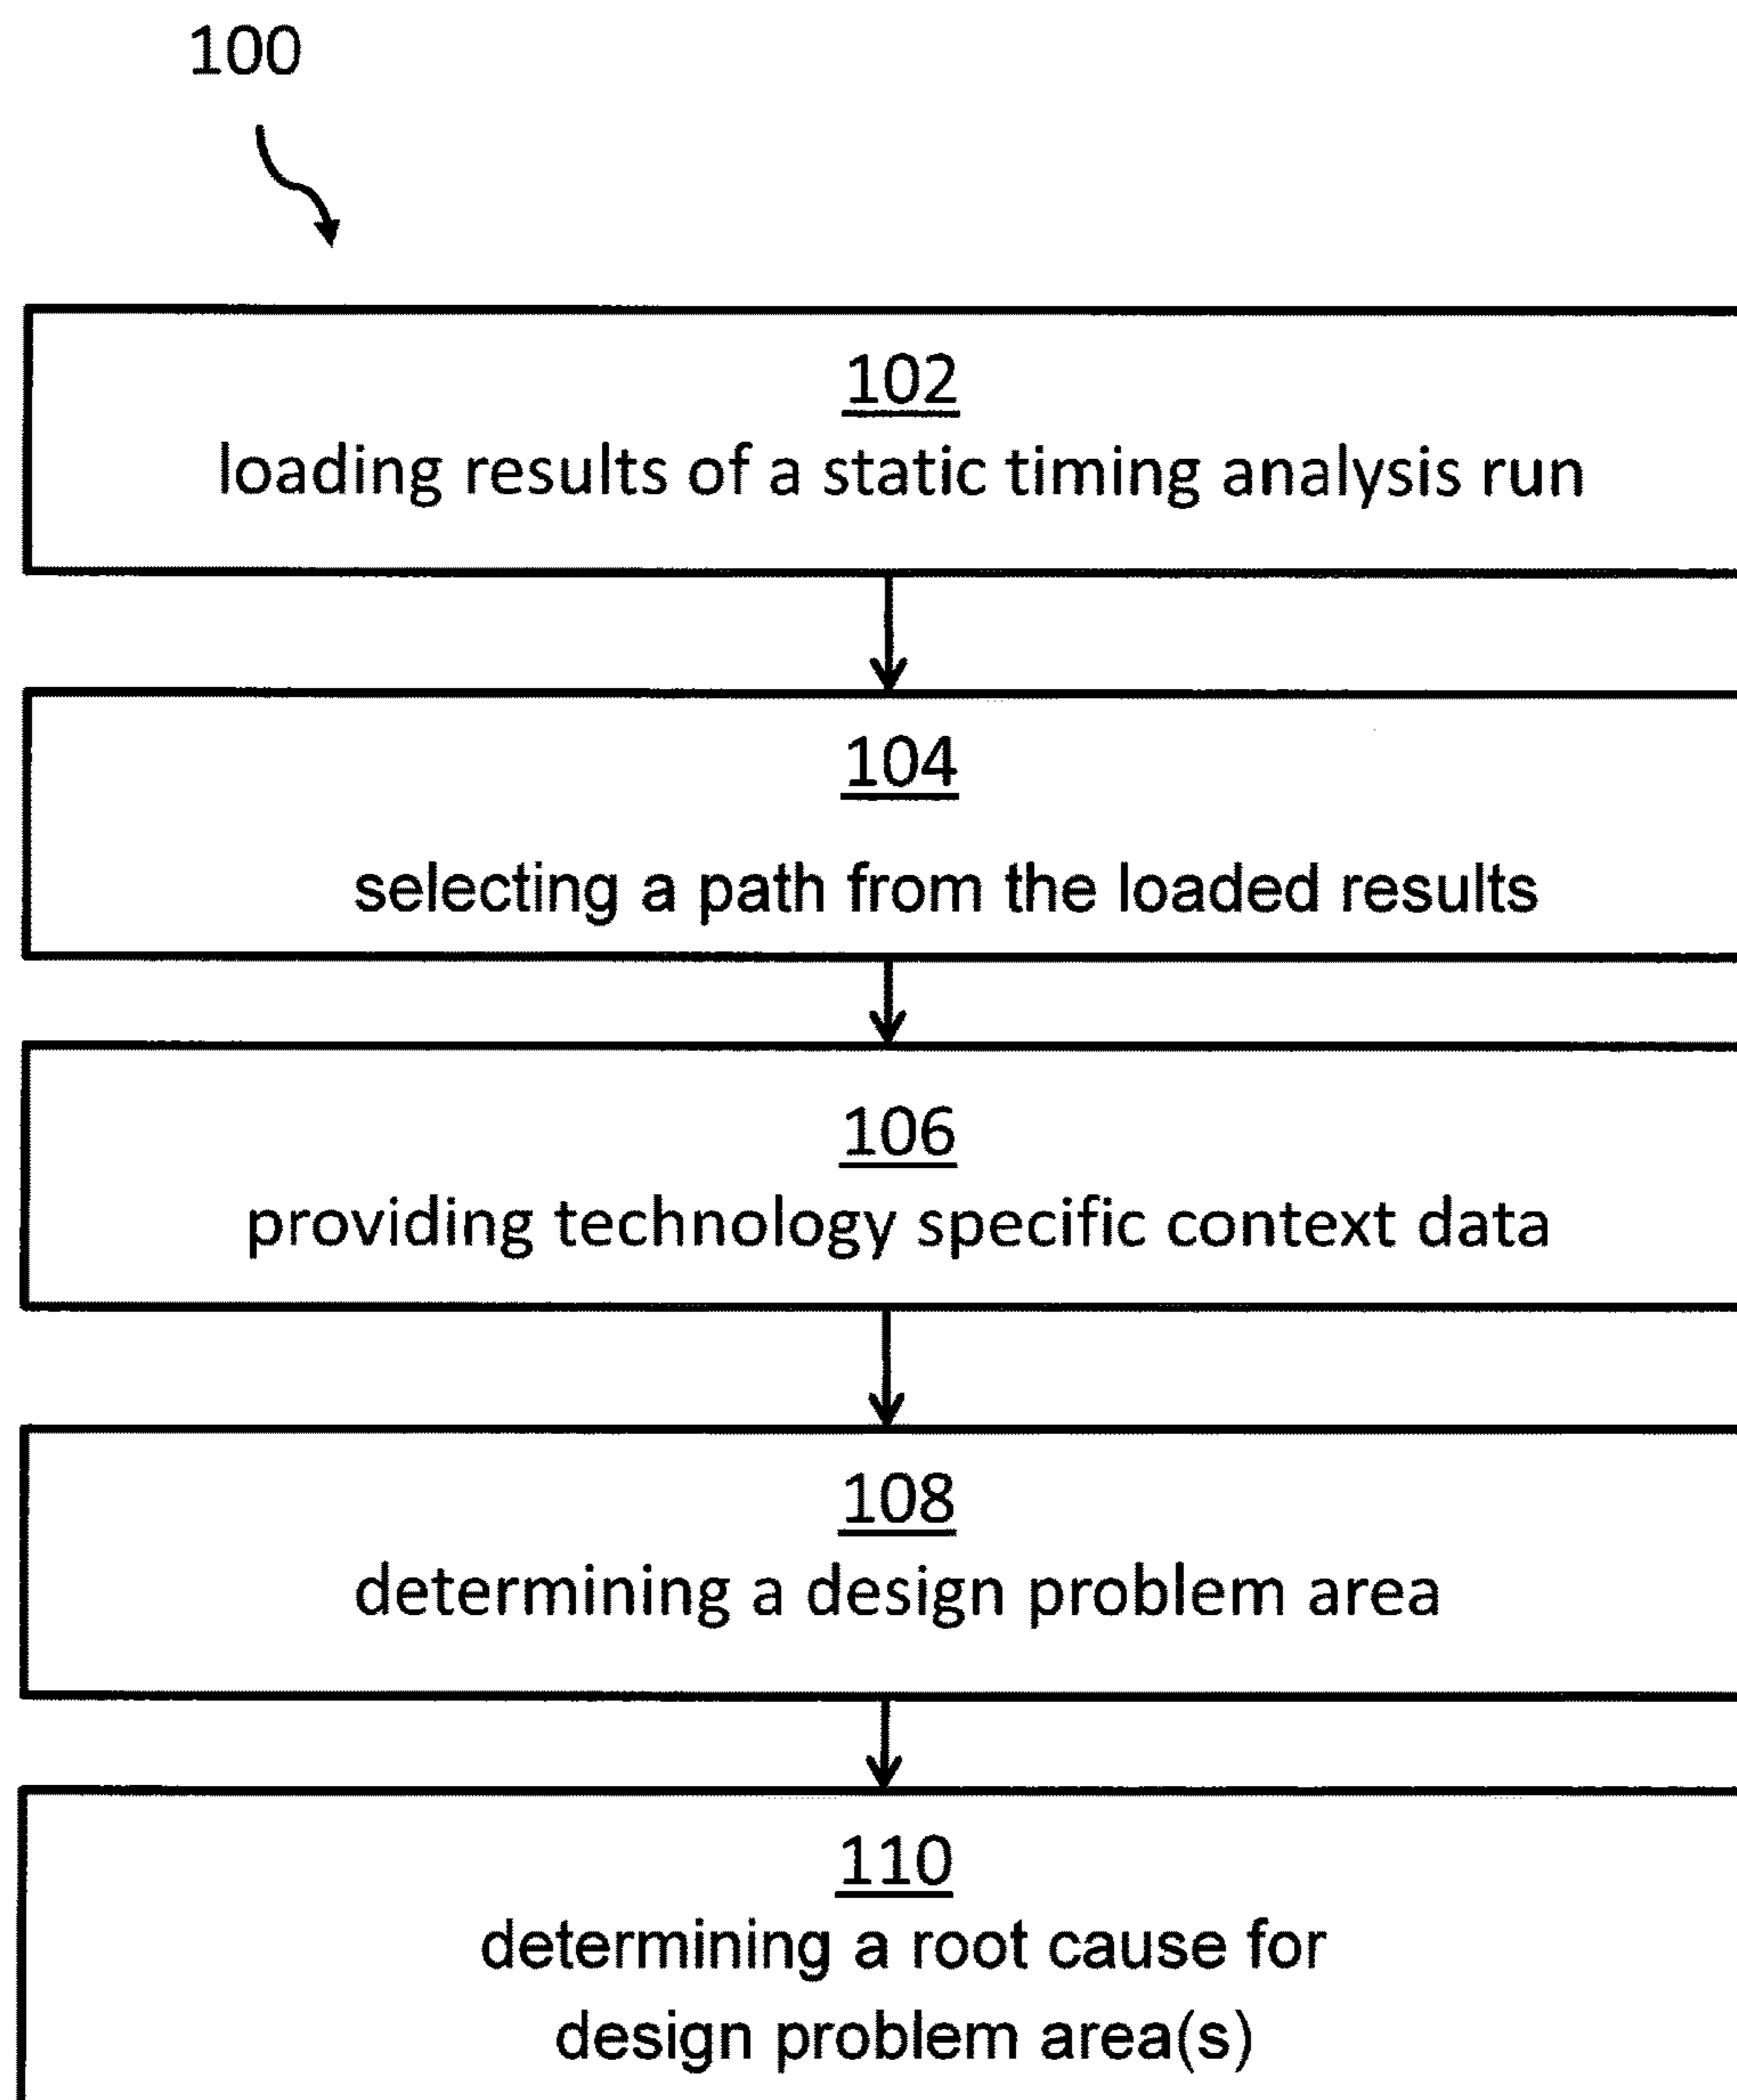 100
102
loading results of a static timing analysis run
104
selecting a path from the loaded results
106
providing technology specific context data
108
determining a design problem area
110
determining a root cause for
design problem area(s)